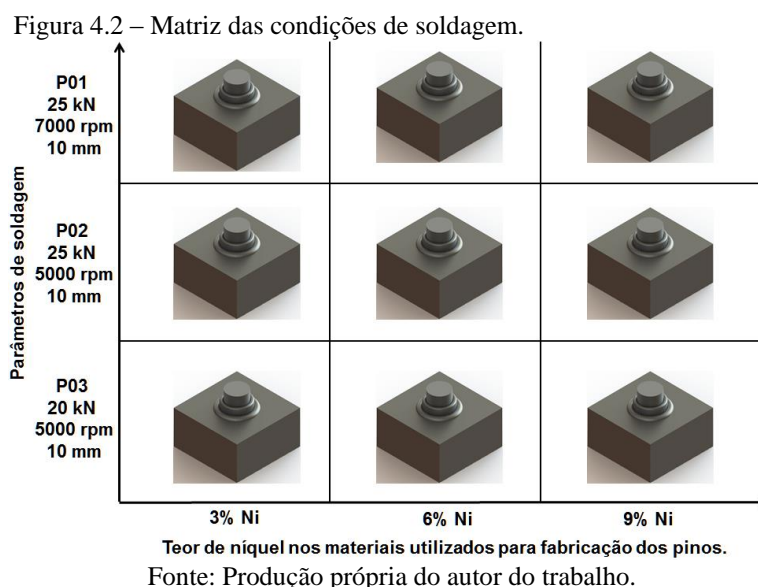 Figura 4.2 – Matriz das condições de soldagem.
Parâmetros de soldagem
P01
25 kN
7000 rpm
10 mm
P02
25 kN
5000 rpm
10 mm
P03
20 kN
5000 rpm
10 mm
3% Ni
6% Ni
9% Ni
Teor de níquel nos materiais utilizados para fabricação dos pinos.
Fonte: Produção própria do autor do trabalho.